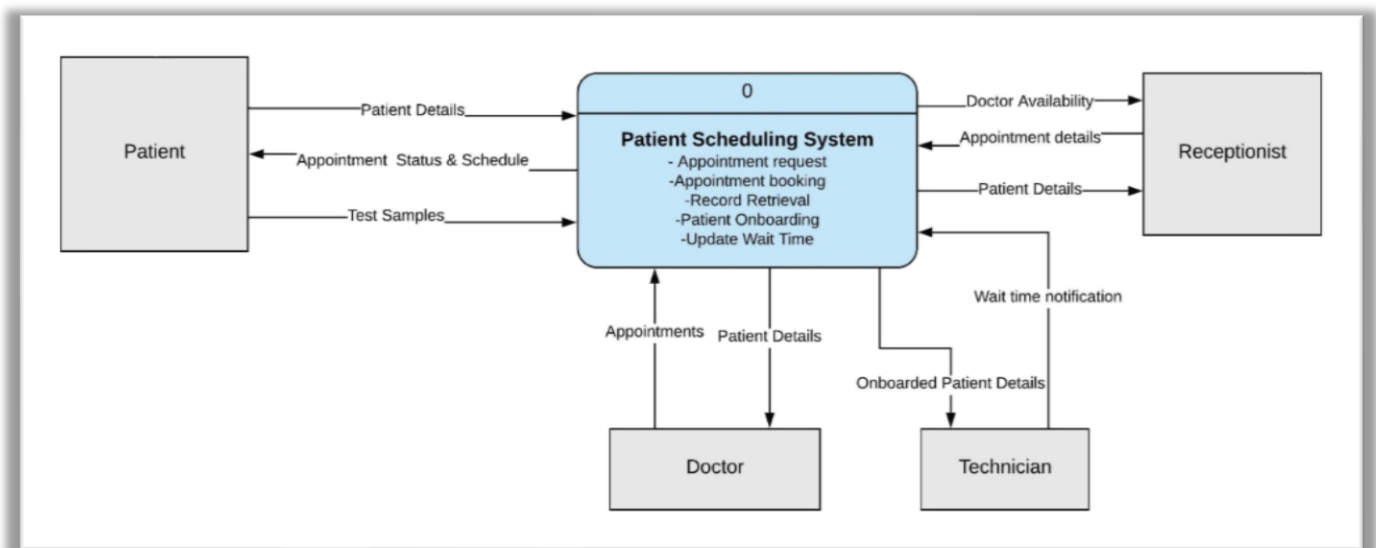 0
Patient Scheduling System
- Appointment request
-Appointment booking
-Record Retrieval
-Patient Onboarding
-Update Wait Time
Patient
Patient Details
Appointment Status & Schedule
Test Samples
Doctor Availability
Appointment details
Patient Details
Receptionist
Appointments
Patient Details
Onboarded Patient Details
Wait time notification
Doctor
Technician